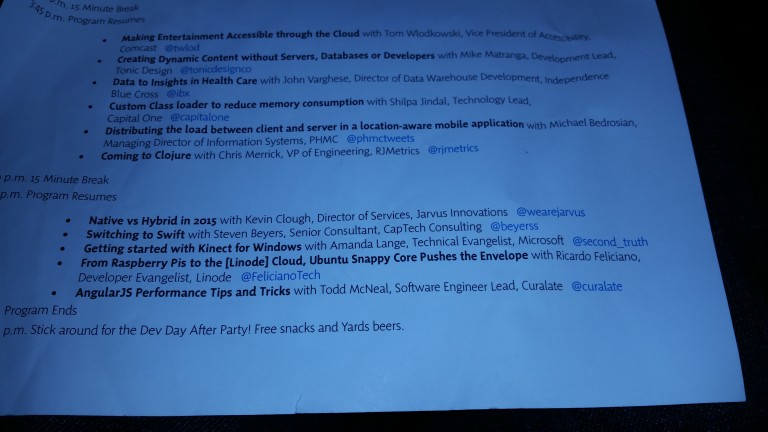 p.m. 15 Minute Break
3:45 p.m. Program Resumes
• Making Entertainment Accessible through the Cloud with Tom Wlodkowski, Vice President of Accessibility,
Comcast @twlod
• Creating Dynamic Content without Servers, Databases or Developers with Mike Matranga, Development Lead,
Tonic Design @tonicdesignco
• Data to Insights in Health Care with John Varghese, Director of Data Warehouse Development, Independence
Blue Cross @ibx
• Custom Class loader to reduce memory consumption with Shilpa Jindal, Technology Lead,
Capital One @capitalone
• Distributing the load between client and server in a location-aware mobile application with Michael Bedrosian,
Managing Director of Information Systems, PHMC @phmctweets
• Coming to Clojure with Chris Merrick, VP of Engineering, RJMetrics @rjmetrics
p.m. 15 Minute Break
p.m. Program Resumes
• Native vs Hybrid in 2015 with Kevin Clough, Director of Services, Jarvus Innovations @wearejarvus
• Switching to Swift with Steven Beyers, Senior Consultant, CapTech Consulting @beyerss
• Getting started with Kinect for Windows with Amanda Lange, Technical Evangelist, Microsoft @second_truth
• From Raspberry Pis to the [Linode] Cloud, Ubuntu Snappy Core Pushes the Envelope with Ricardo Feliciano,
Developer Evangelist, Linode @FelicianoTech
• AngularJS Performance Tips and Tricks with Todd McNeal, Software Engineer Lead, Curalate @curalate
Program Ends
p.m. Stick around for the Dev Day After Party! Free snacks and Yards beers.